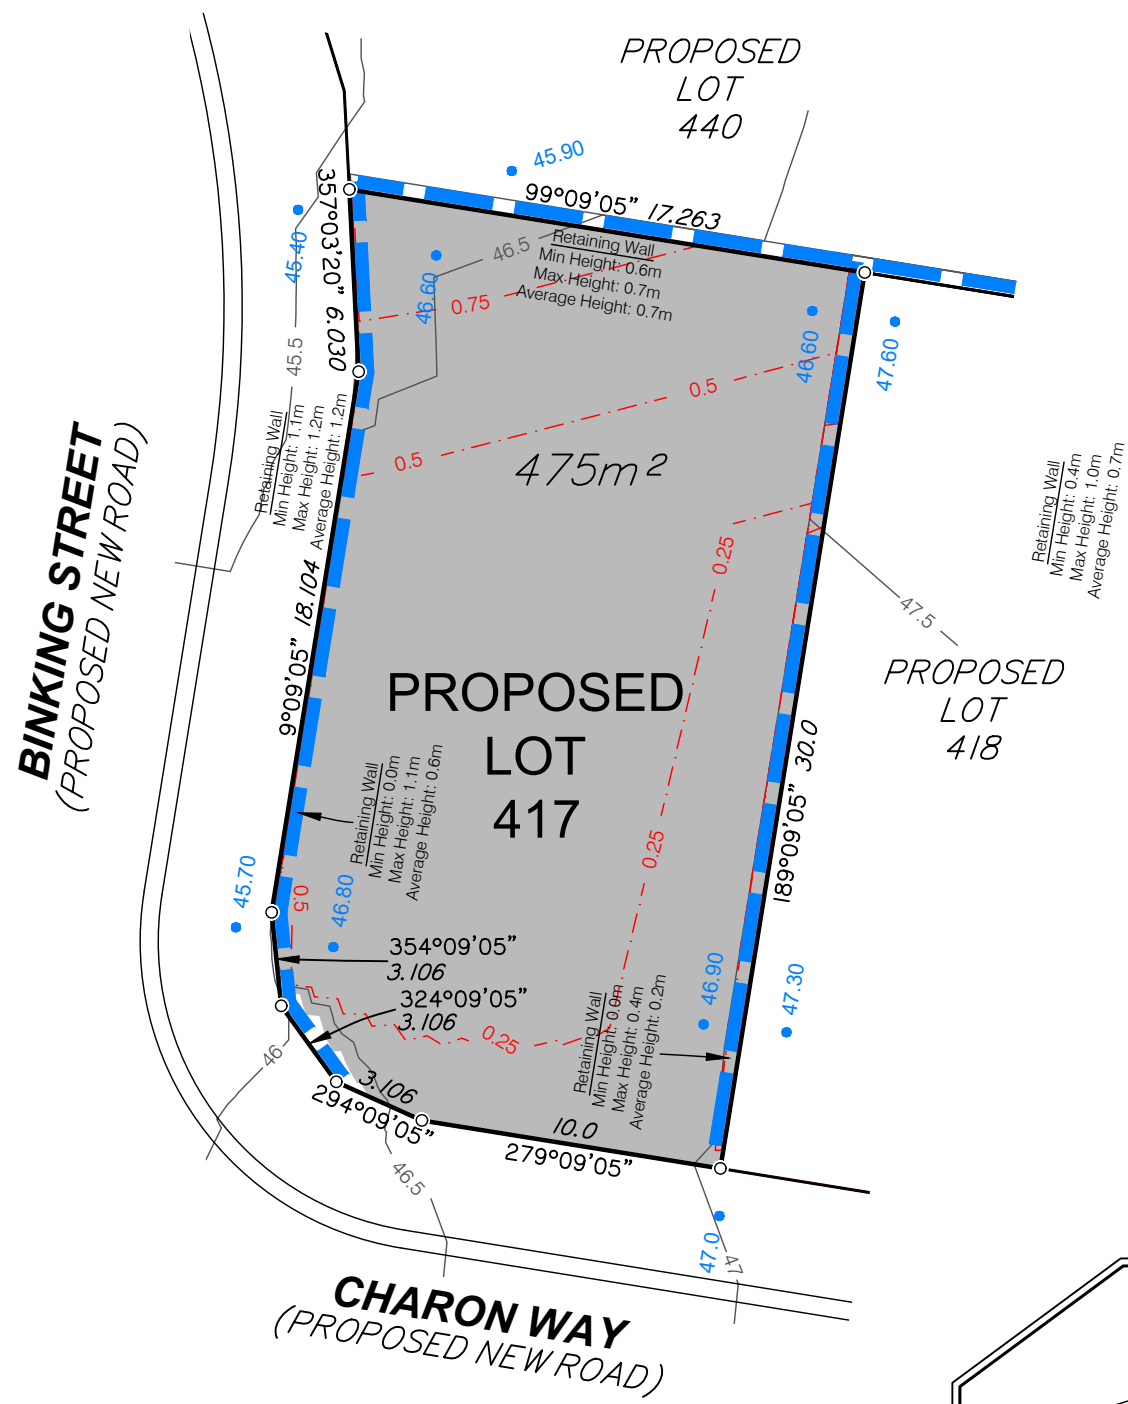 PROPOSED
LOT
440
45.90
99°09'05" 17.263
357°03'20" 6.030
45.40
46.60
46.5
Retaining Wall
Min Height: 0.6m
Max Height: 0.7m
Average Height: 0.7m
0.75
46.60
47.60
45.5
0.5
0.5
475m²
Retaining Wall
Min Height: 1.1m
Max Height: 1.2m
Average Height: 1.2m
Retaining Wall
Min Height: 0.4m
Max Height: 1.0m
Average Height: 0.7m
0.25
47.5
BINKING STREET
(PROPOSED NEW ROAD)
9°09'05" 18.104
PROPOSED
LOT
417
PROPOSED
LOT
418
189°09'05" 30.0
Retaining Wall
Min Height: 0.0m
Max Height: 1.1m
Average Height: 0.6m
0.25
45.70
0.5
46.80
354°09'05"
3.106
324°09'05"
3.106
0.25
46.90
47.30
Retaining Wall
Min Height: 0.0m
Max Height: 0.4m
Average Height: 0.2m
46
3.106
294°09'05"
10.0
279°09'05"
46.5
47.0
47
CHARON WAY
(PROPOSED NEW ROAD)